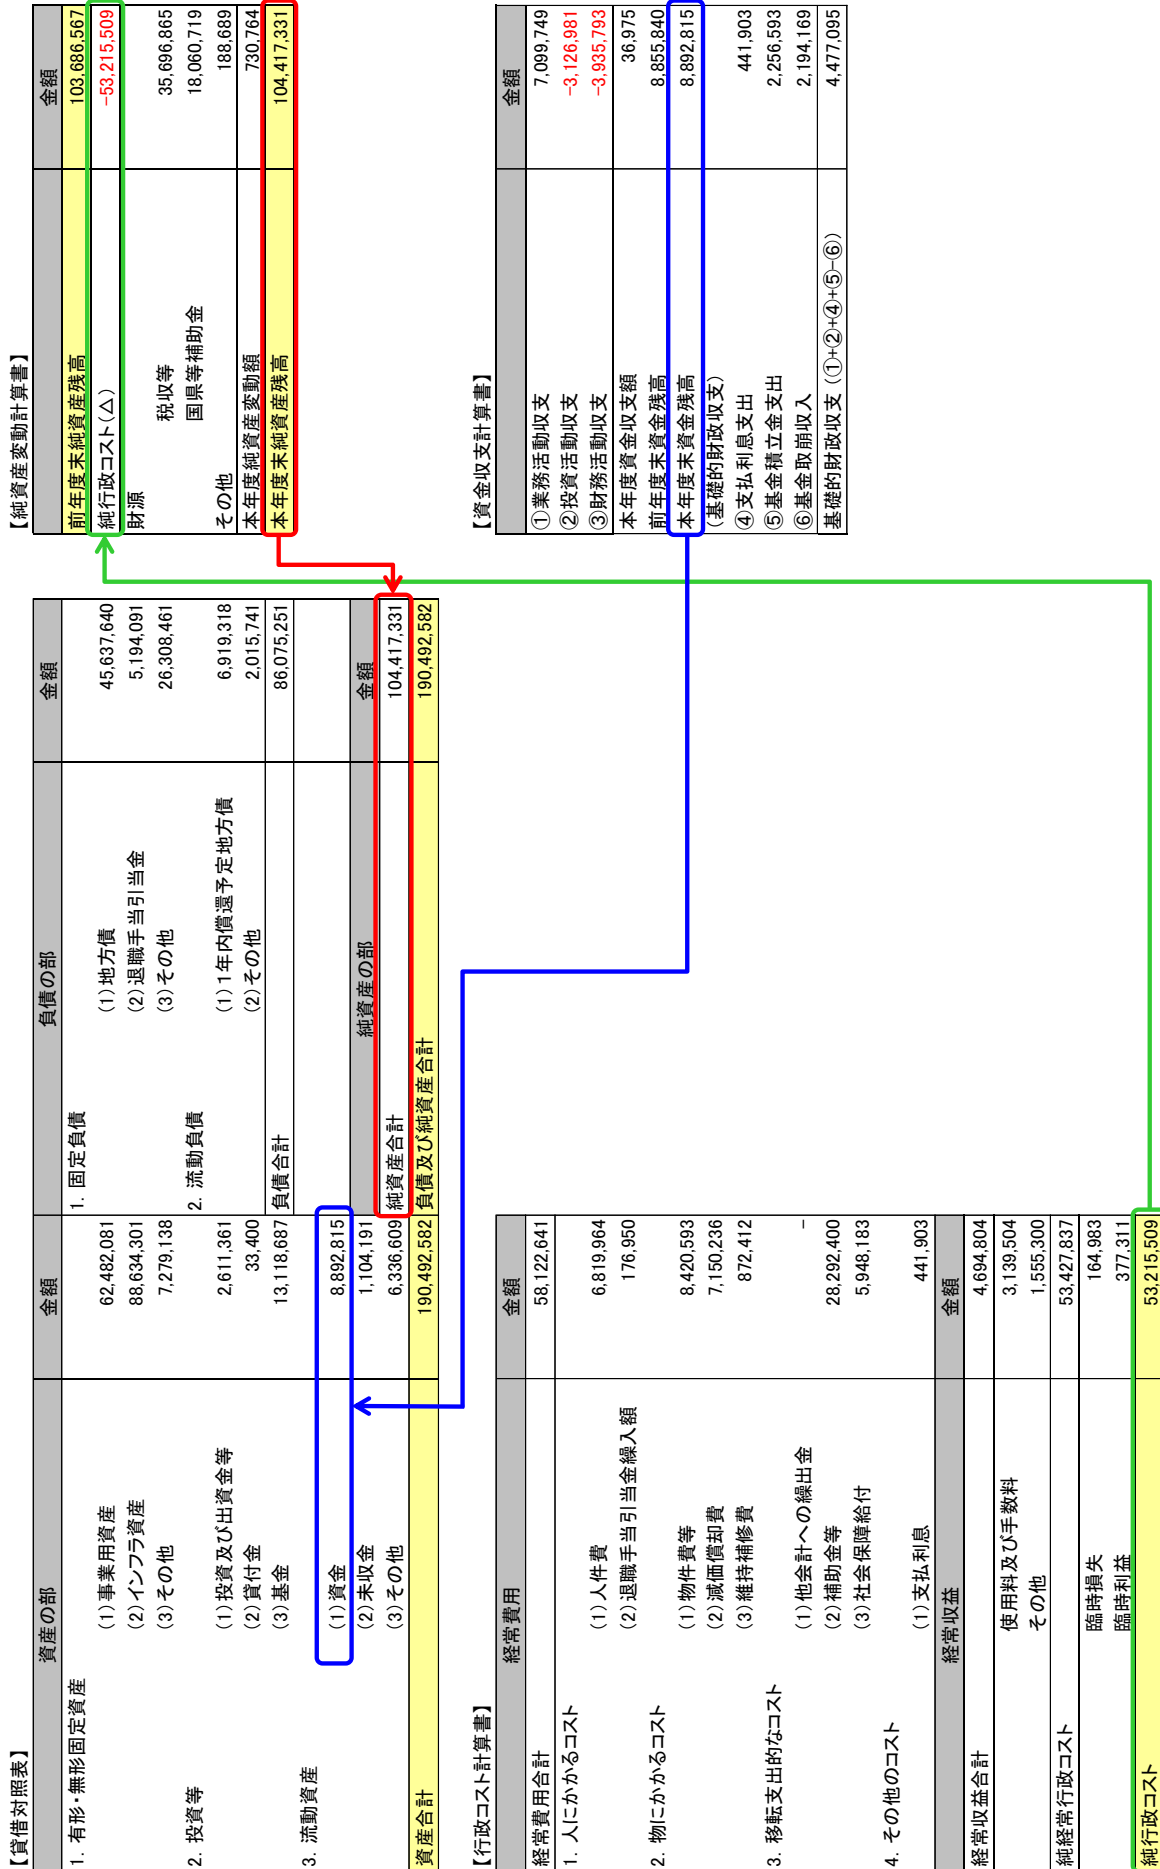 【貸借対照表】
資産の部 金額 負債の部 金額
1. 有形・無形固定資産 1. 固定負債
(1)事業用資産 62,482,081 (1)地方債 45,637,640
(2)インフラ資産 88,634,301 (2)退職手当引当金 5,194,091
(3)その他 7,279,138 (3)その他 26,308,461
2. 投資等 2. 流動負債
(1)投資及び出資金等 2,611,361 (1)1年内償還予定地方債 6,919,318
(2)貸付金 33,400 (2)その他 2,015,741
(3)基金 13,118,687 負債合計 86,075,251
3. 流動資産
(1)資金 8,892,815
(2)未収金 1,104,191 純資産の部 金額
(3)その他 6,336,609 純資産合計 104,417,331
資産合計 190,492,582 負債及び純資産合計 190,492,582
【純資産変動計算書】
金額
前年度末純資産残高 103,686,567
純行政コスト(△) -53,215,509
財源
税収等 35,696,865
国県等補助金 18,060,719
その他 188,689
本年度純資産変動額 730,764
本年度末純資産残高 104,417,331
【行政コスト計算書】
経常費用 金額
経常費用合計 58,122,641
1. 人にかかるコスト
(1)人件費 6,819,964
(2)退職手当引当金繰入額 176,950
2. 物にかかるコスト
(1)物件費等 8,420,593
(2)減価償却費 7,150,236
(3)維持補修費 872,412
3. 移転支出的なコスト
(1)他会計への繰出金 -
(2)補助金等 28,292,400
(3)社会保障給付 5,948,183
4. その他のコスト
(1)支払利息 441,903
経常収益 金額
経常収益合計 4,694,804
使用料及び手数料 3,139,504
その他 1,555,300
純経常行政コスト 53,427,837
臨時損失 164,983
臨時利益 377,311
純行政コスト 53,215,509
【資金収支計算書】
金額
①業務活動収支 7,099,749
②投資活動収支 -3,126,981
③財務活動収支 -3,935,793
本年度資金収支額 36,975
前年度末資金残高 8,855,840
本年度末資金残高 8,892,815
(基礎的財政収支)
④支払利息支出 441,903
⑤基金積立金支出 2,256,593
⑥基金取崩収入 2,194,169
基礎的財政収支 (①+②+④+⑤-⑥) 4,477,095